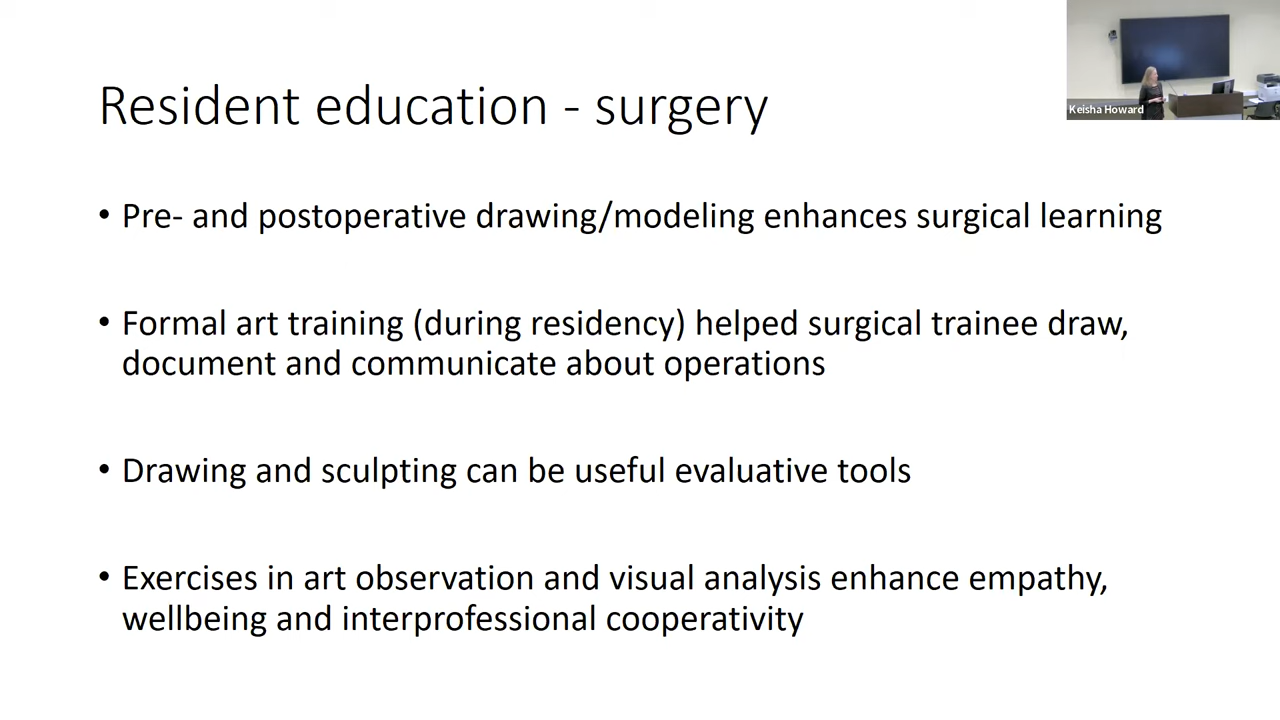 Resident education - surgery
Keisha Howard
• Pre- and postoperative drawing/modeling enhances surgical learning
• Formal art training (during residency) helped surgical trainee draw,
document and communicate about operations
• Drawing and sculpting can be useful evaluative tools
• Exercises in art observation and visual analysis enhance empathy,
wellbeing and interprofessional cooperativity